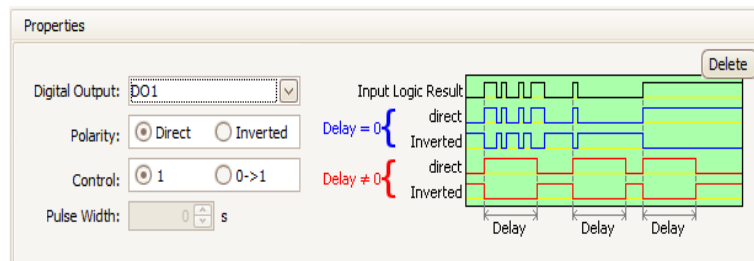 Properties
Delete
Digital Output: DO1
Polarity: Direct Inverted
Control: 1 0->1
Pulse Width: 0 s
Input Logic Result
Delay = 0 { direct
Inverted
Delay ≠ 0 { direct
Inverted
Delay Delay Delay